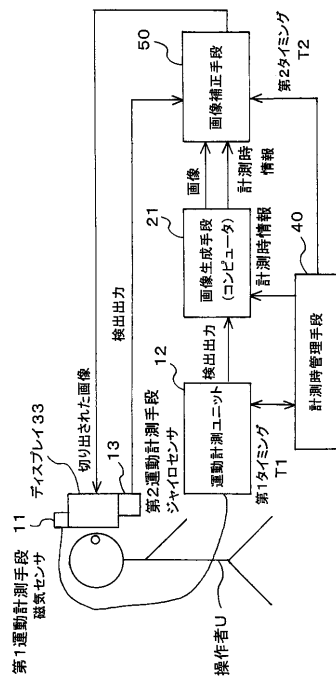 第1運動計測手段
磁気センサ
11
ディスプレイ33
13
第2運動計測手段
ジャイロセンサ
操作者U
切り出された画像
検出出力
12
運動計測ユニット
第1タイミング
T1
検出出力
21
画像生成手段
(コンピュータ)
計測時情報
40
計測時管理手段
画像
計測時
情報
50
画像補正手段
第2タイミング
T2